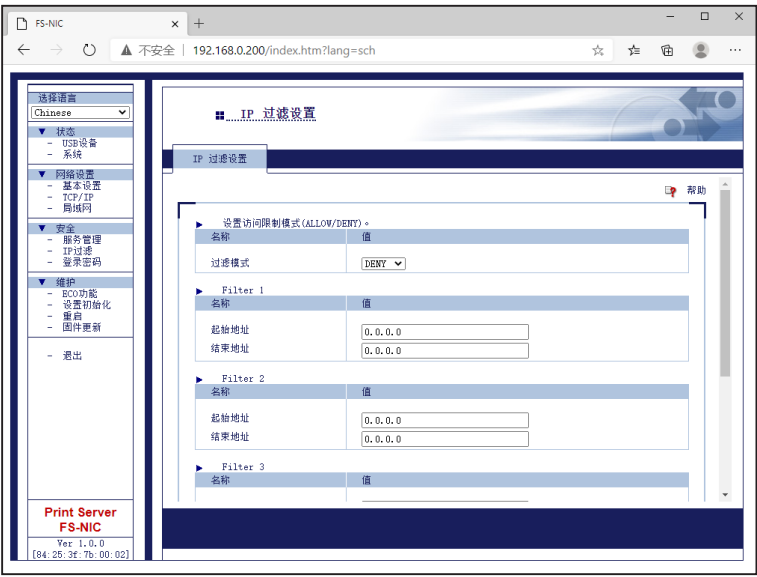 FS-NIC
不安全 | 192.168.0.200/index.htm?lang=sch
选择语言
Chinese
▼ 状态
- USB设备
- 系统
▼ 网络设置
- 基本设置
- TCP/IP
- 局域网
▼ 安全
- 服务管理
- IP过滤
- 登录密码
▼ 维护
- ECO功能
- 设置初始化
- 重启
- 固件更新
- 退出
Print Server
FS-NIC
Ver 1.0.0
[84:25:3f:7b:00:02]
IP 过滤设置
IP 过滤设置
帮助
设置访问限制模式(ALLOW/DENY)。
名称 值
过滤模式 DENY
Filter 1
名称 值
起始地址 0.0.0.0
结束地址 0.0.0.0
Filter 2
名称 值
起始地址 0.0.0.0
结束地址 0.0.0.0
Filter 3
名称 值